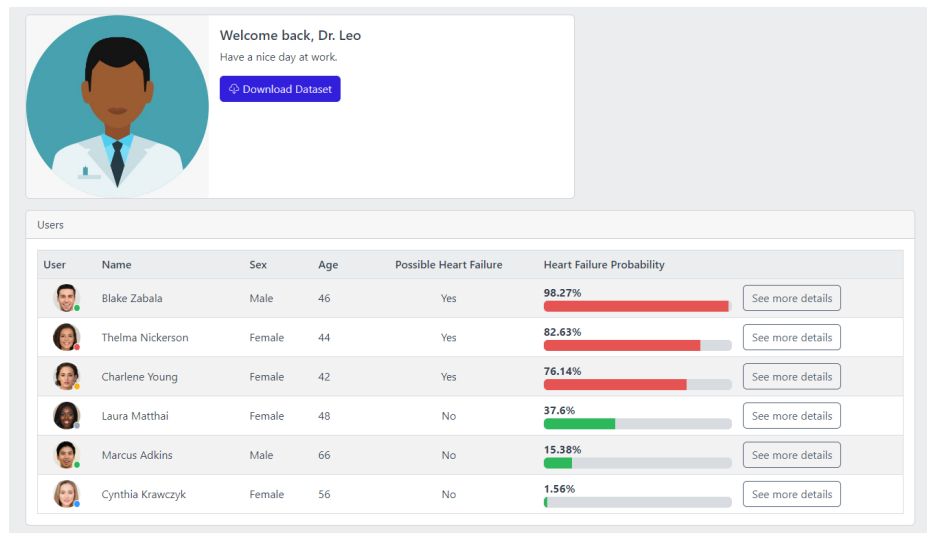 Welcome back, Dr. Leo
Have a nice day at work.
Download Dataset
Users
User Name Sex Age Possible Heart Failure Heart Failure Probability
Blake Zabala Male 46 Yes 98.27% See more details
Thelma Nickerson Female 44 Yes 82.63% See more details
Charlene Young Female 42 Yes 76.14% See more details
Laura Matthai Female 48 No 37.6% See more details
Marcus Adkins Male 66 No 15.38% See more details
Cynthia Krawczyk Female 56 No 1.56% See more details